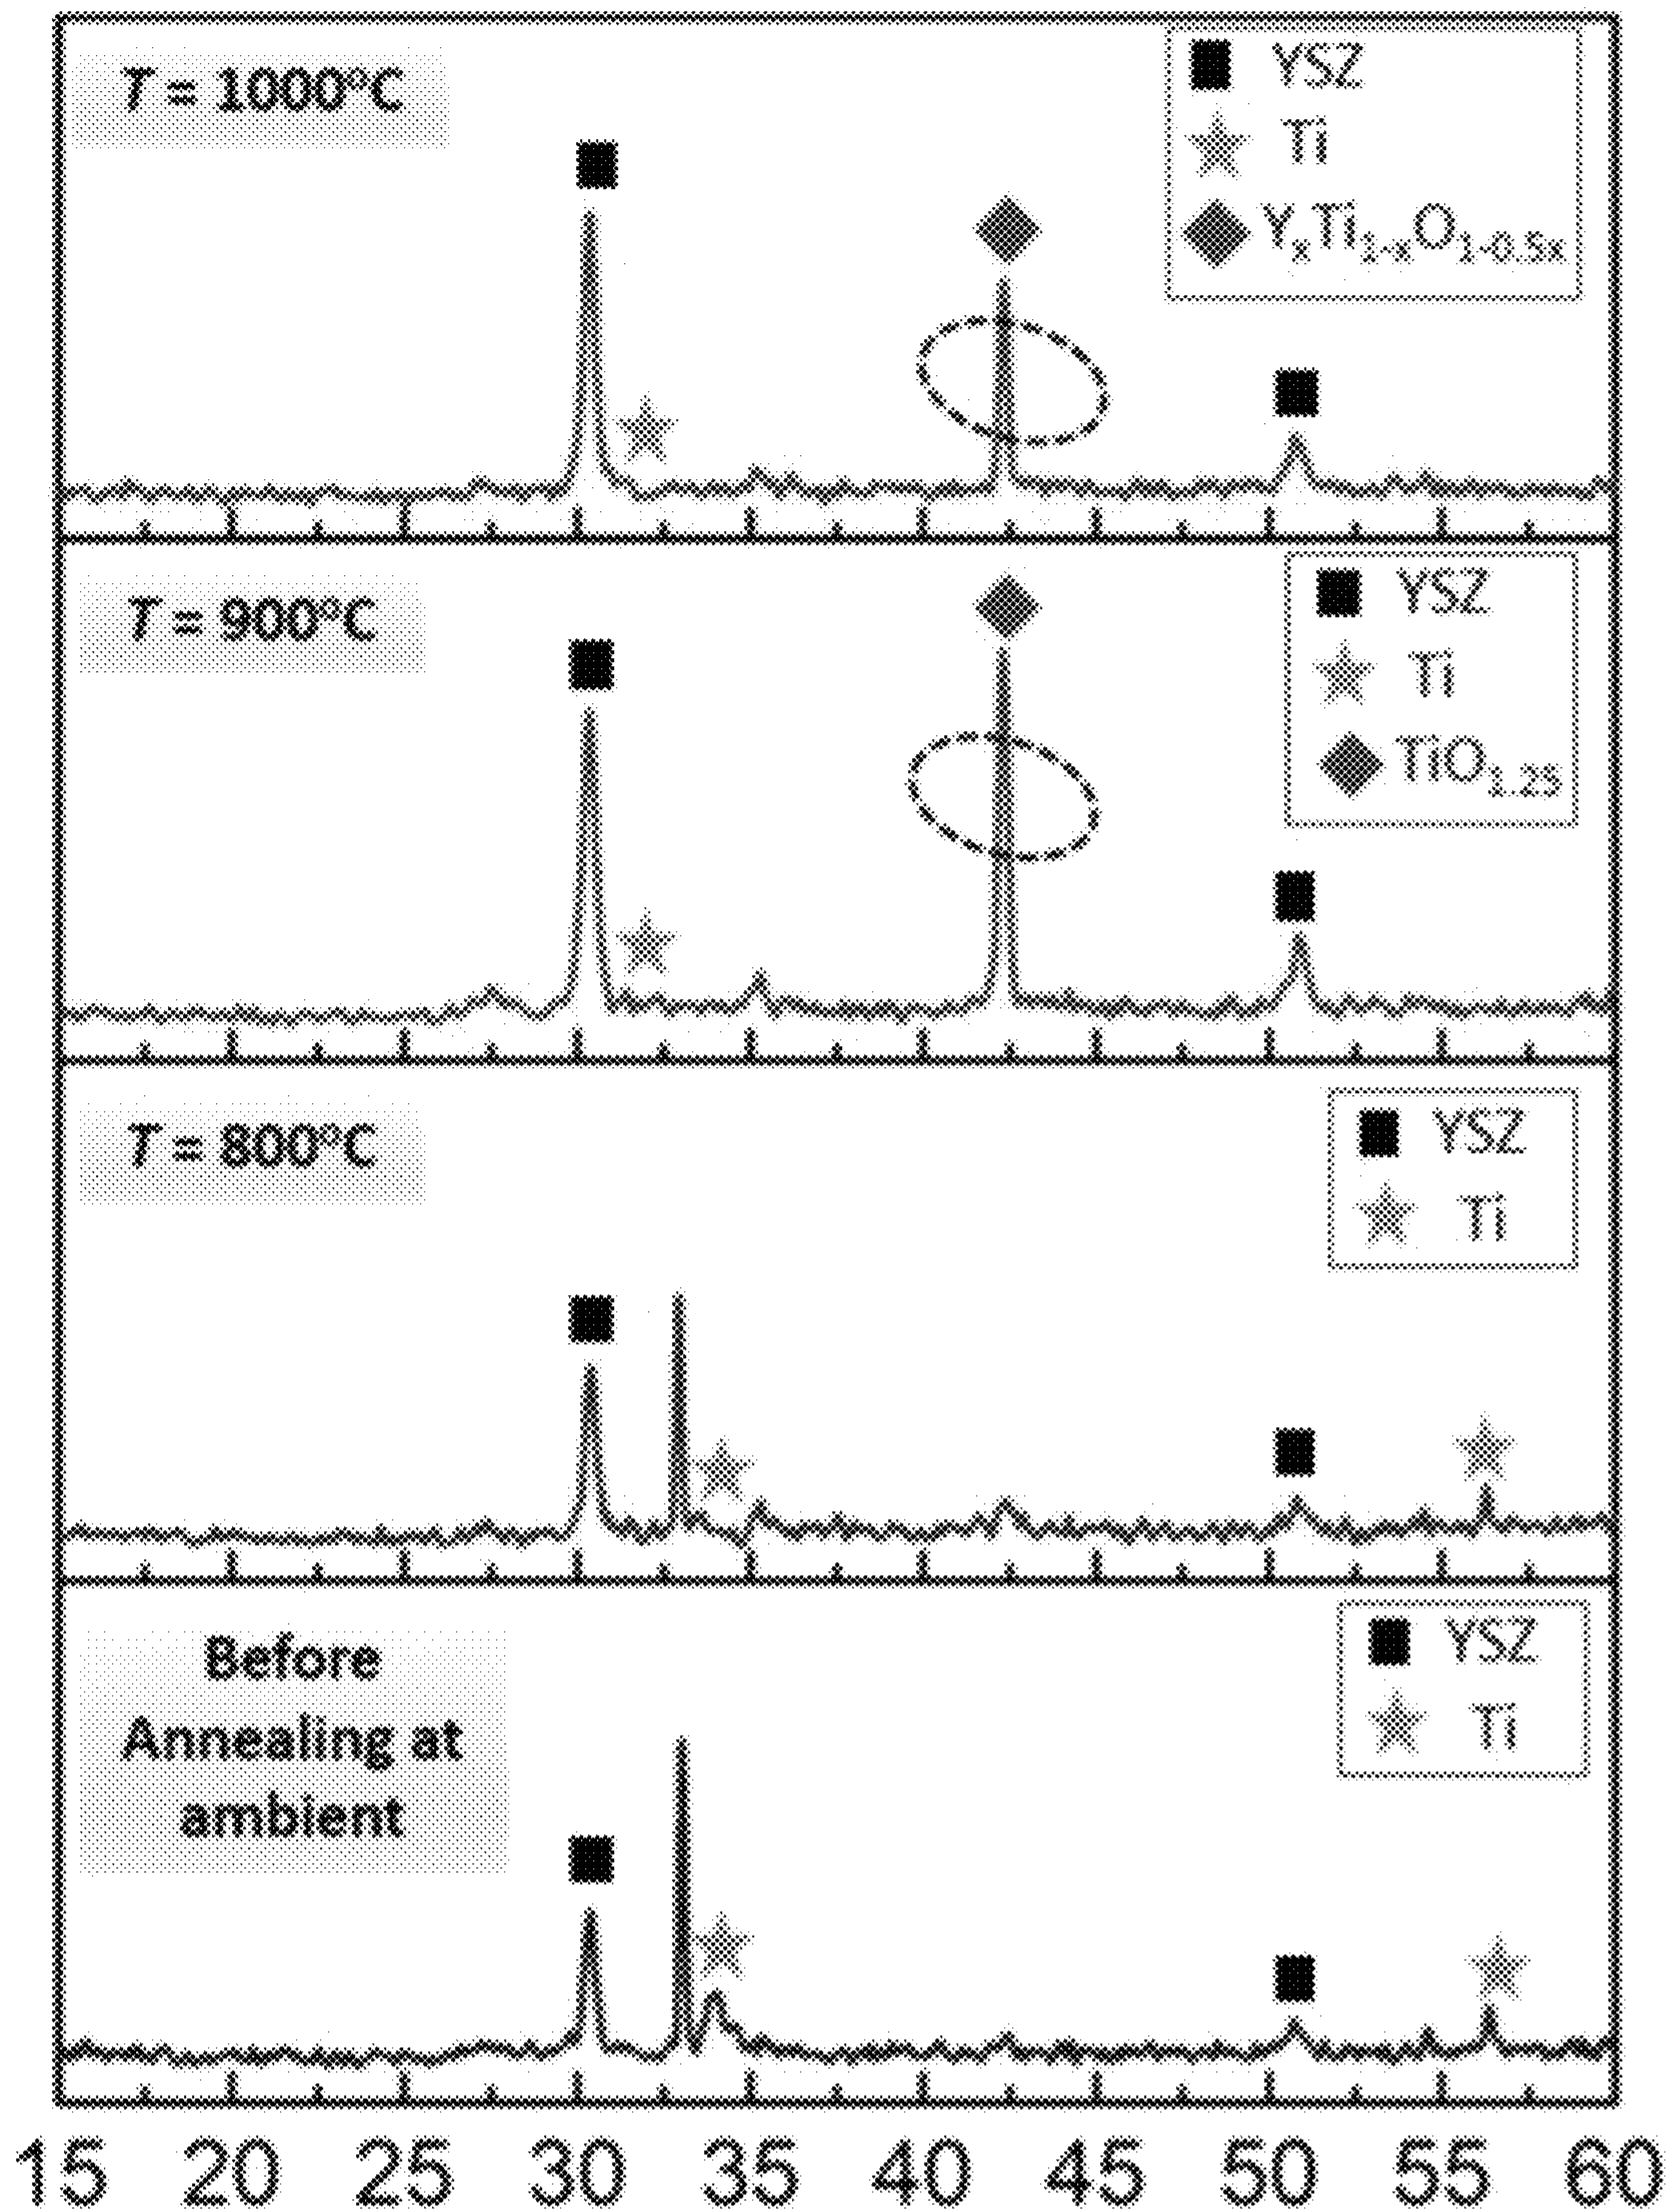 T = 1000°C
YSZ
Ti
YₓTi₁₋ₓO₁₋₀.₅ₓ
T = 900°C
YSZ
Ti
TiO₁.₂₅
T = 800°C
YSZ
Ti
Before
Annealing at
ambient
YSZ
Ti
15 20 25 30 35 40 45 50 55 60